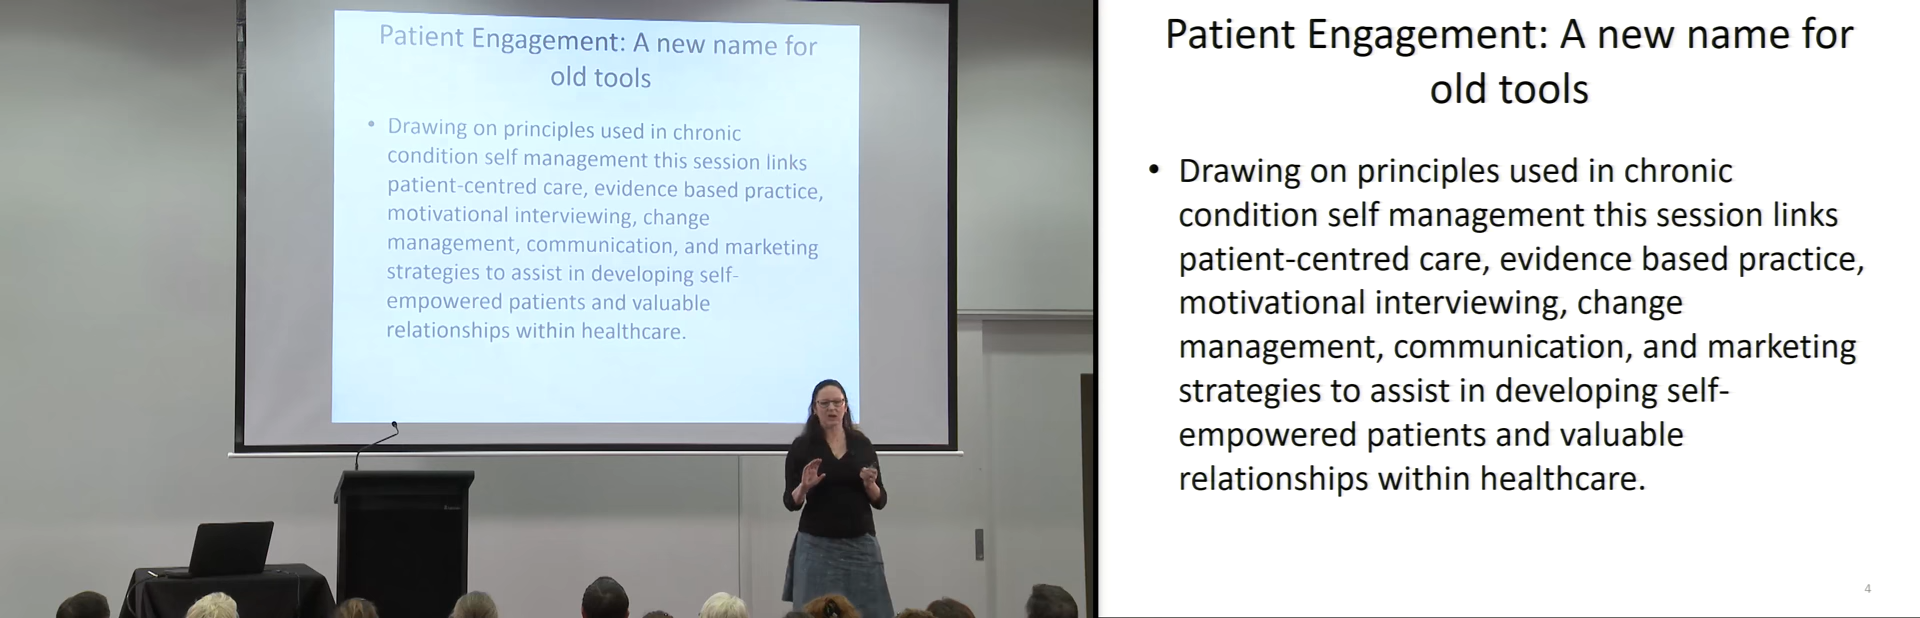 Patient Engagement: A new name for
old tools
• Drawing on principles used in chronic
condition self management this session links
patient-centred care, evidence based practice,
motivational interviewing, change
management, communication, and marketing
strategies to assist in developing self-
empowered patients and valuable
relationships within healthcare.
Patient Engagement: A new name for
old tools
• Drawing on principles used in chronic
condition self management this session links
patient-centred care, evidence based practice,
motivational interviewing, change
management, communication, and marketing
strategies to assist in developing self-
empowered patients and valuable
relationships within healthcare.
4